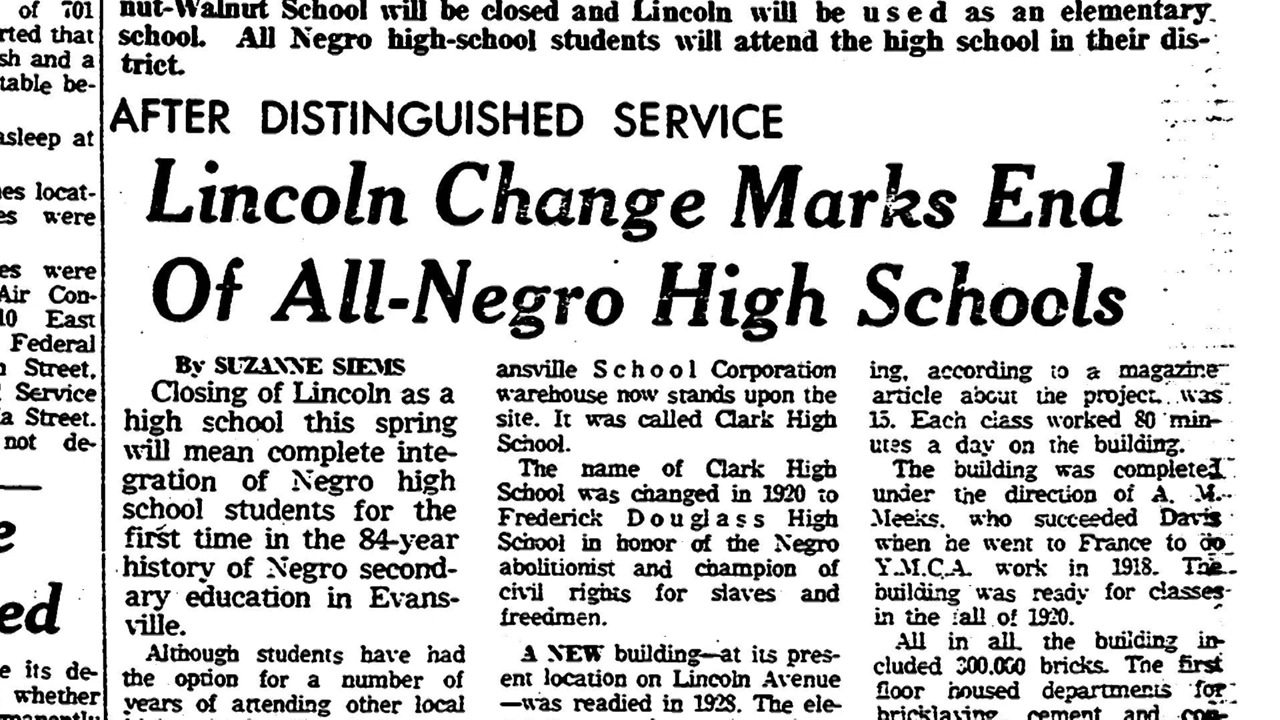 of 701
rted that
sh and a
table be-
asleep at
es locat-
es were
es were
Air Con-
10 East
Federal
Street,
Service
a Street.
not de-
e
ed
e its de-
whether
nut-Walnut School will be closed and Lincoln will be used as an elementary
school. All Negro high-school students will attend the high school in their dis-
trict.
AFTER DISTINGUISHED SERVICE
Lincoln Change Marks End
Of All-Negro High Schools
By SUZANNE SIEMS
Closing of Lincoln as a
high school this spring
will mean complete inte-
gration of Negro high
school students for the
first time in the 84-year
history of Negro second-
ary education in Evans-
ville.
Although students have had
the option for a number of
years of attending other local
ansville School Corporation
warehouse now stands upon the
site. It was called Clark High
School.
The name of Clark High
School was changed in 1920 to
Frederick Douglass High
School in honor of the Negro
abolitionist and champion of
civil rights for slaves and
freedmen.
A NEW building—at its pres-
ent location on Lincoln Avenue
—was readied in 1928. The ele-
ing, according to a magazine
article about the project, was
15. Each class worked 80 min-
utes a day on the building.
The building was completed
under the direction of A. M.
Meeks, who succeeded Davis
when he went to France to do
Y.M.C.A. work in 1918. The
building was ready for classes
in the fall of 1920.
All in all, the building in-
cluded 300,000 bricks. The first
floor housed departments for
bricklaying, cement and con-